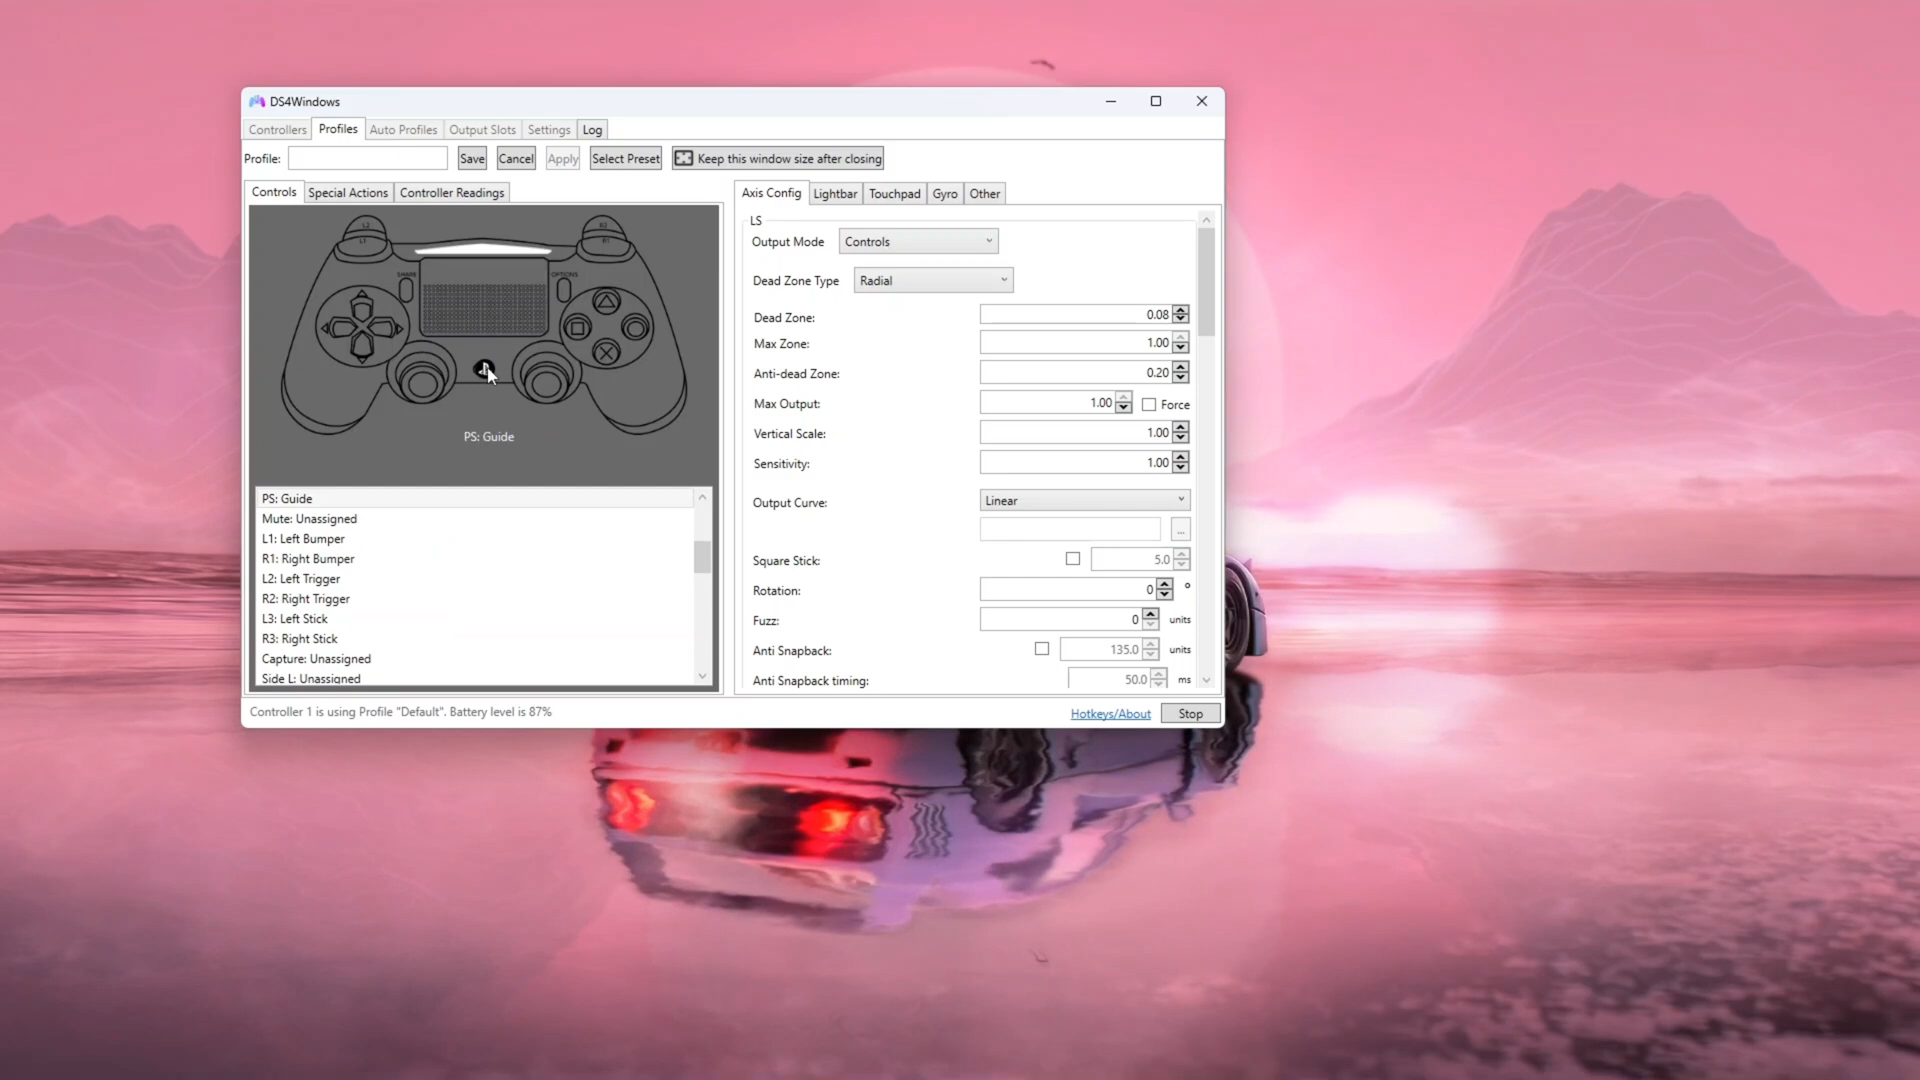 DS4Windows
Controllers Profiles Auto Profiles Output Slots Settings Log
Profile: Save Cancel Apply Select Preset Keep this window size after closing
Controls Special Actions Controller Readings
L2
L1
R2
R1
SHARE
OPTIONS
PS: Guide
PS: Guide
Mute: Unassigned
L1: Left Bumper
R1: Right Bumper
L2: Left Trigger
R2: Right Trigger
L3: Left Stick
R3: Right Stick
Capture: Unassigned
Side L: Unassigned
Axis Config Lightbar Touchpad Gyro Other
LS
Output Mode Controls
Dead Zone Type Radial
Dead Zone: 0.08
Max Zone: 1.00
Anti-dead Zone: 0.20
Max Output: 1.00 Force
Vertical Scale: 1.00
Sensitivity: 1.00
Output Curve: Linear
...
Square Stick: 5.0
Rotation: 0 °
Fuzz: 0 units
Anti Snapback: 135.0 units
Anti Snapback timing: 50.0 ms
Controller 1 is using Profile "Default". Battery level is 87%
Hotkeys/About Stop